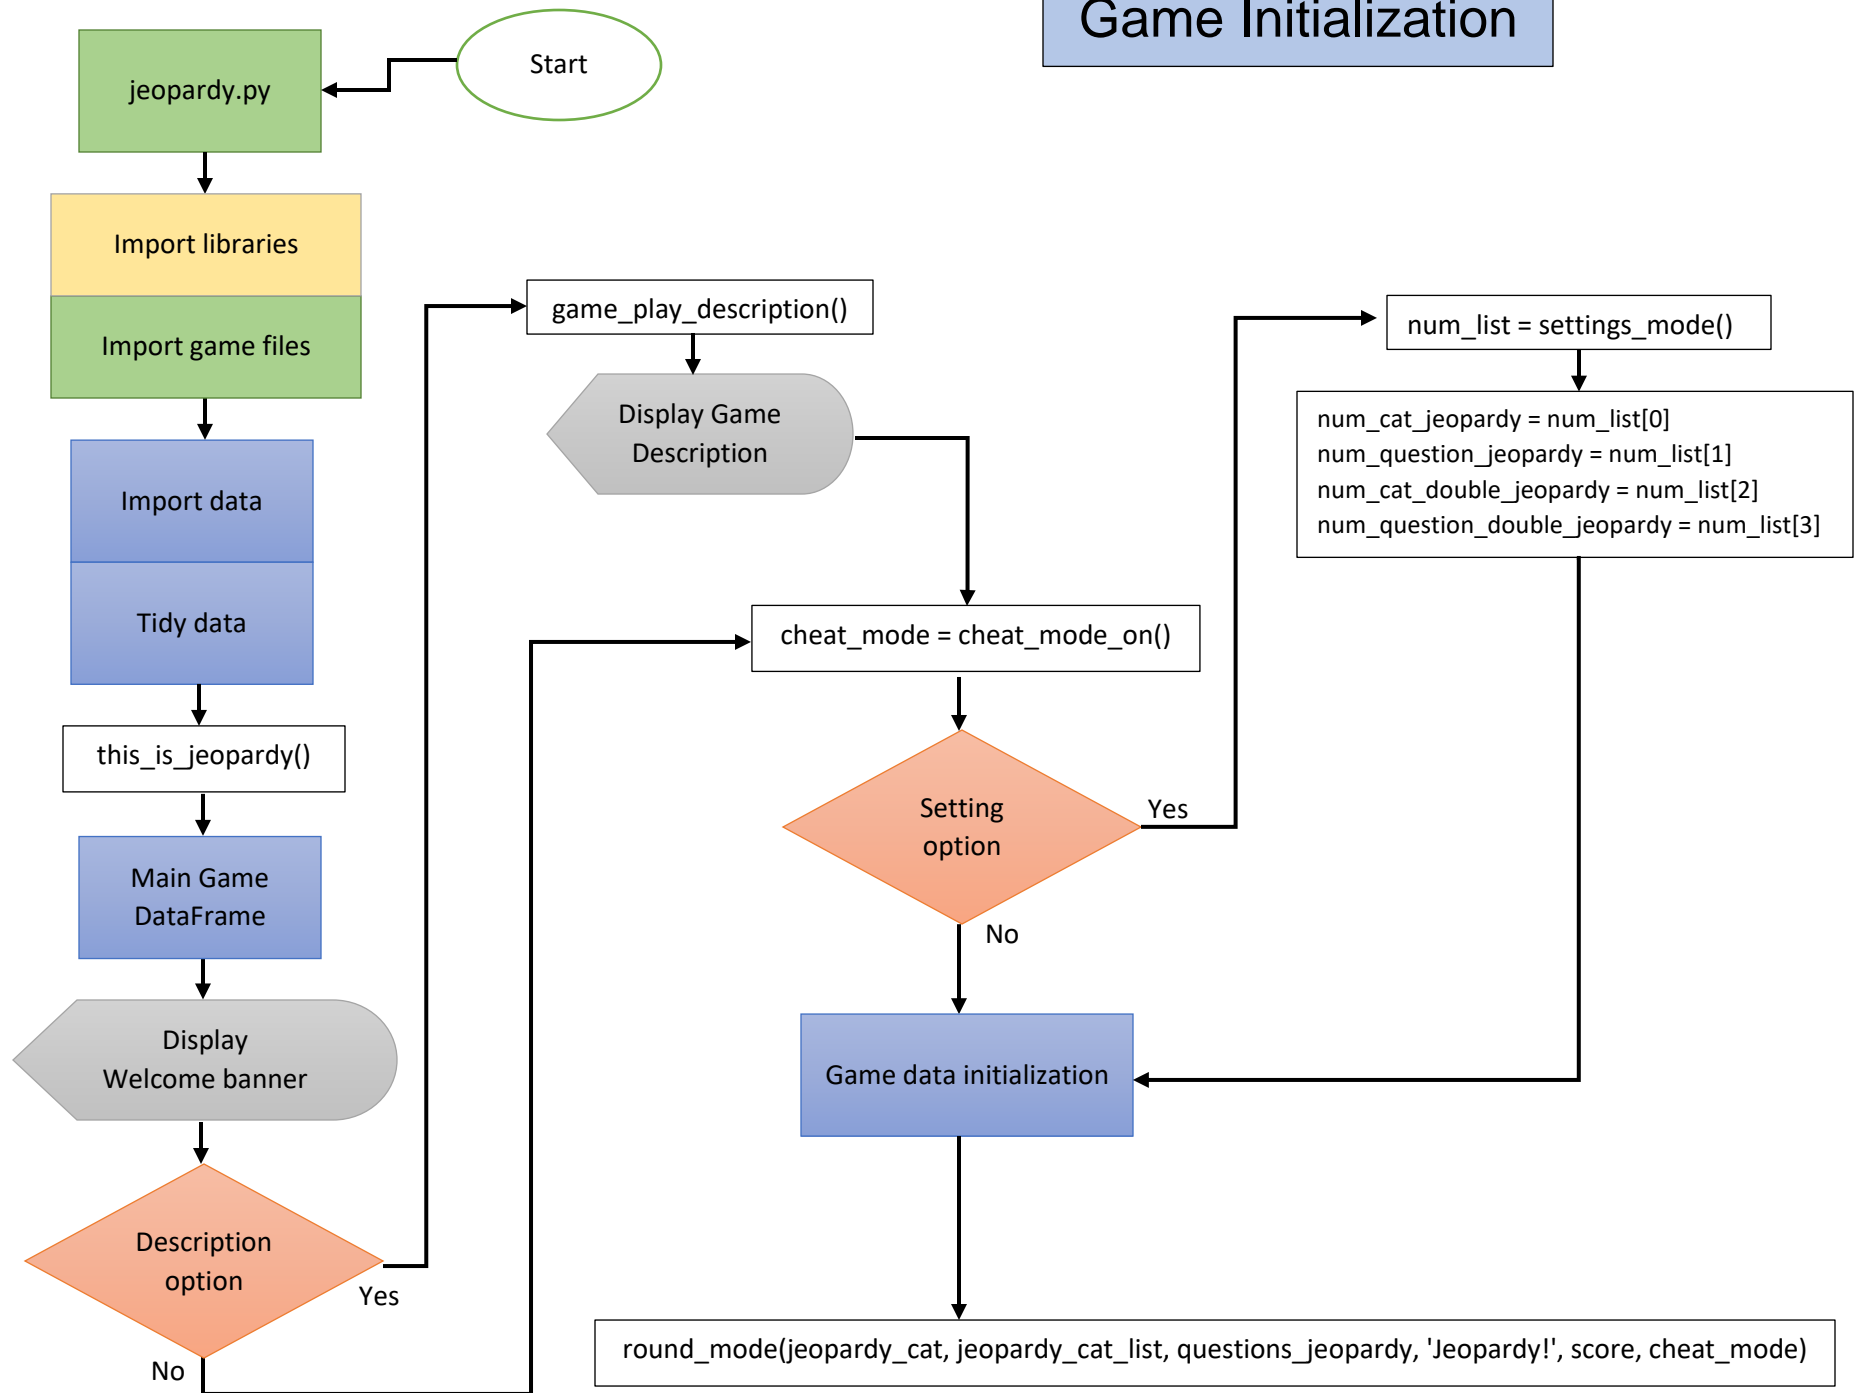 Game Initialization
Start
jeopardy.py
Import libraries
Import game files
Import data
Tidy data
this_is_jeopardy()
Main Game
DataFrame
Display
Welcome banner
Description
option
Yes
No
game_play_description()
Display Game
Description
cheat_mode = cheat_mode_on()
Setting
option
Yes
No
num_list = settings_mode()
num_cat_jeopardy = num_list[0]
num_question_jeopardy = num_list[1]
num_cat_double_jeopardy = num_list[2]
num_question_double_jeopardy = num_list[3]
Game data initialization
round_mode(jeopardy_cat, jeopardy_cat_list, questions_jeopardy, 'Jeopardy!', score, cheat_mode)